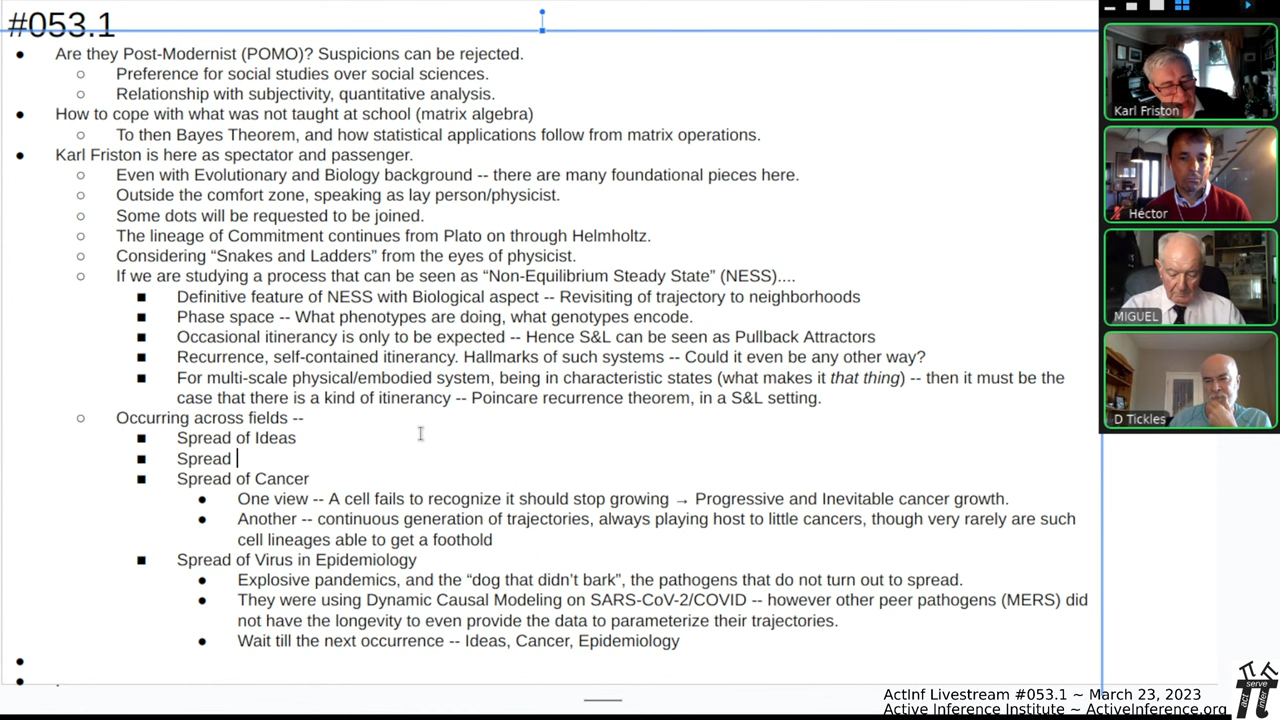 #053.1
● Are they Post-Modernist (POMO)? Suspicions can be rejected.
○ Preference for social studies over social sciences.
○ Relationship with subjectivity, quantitative analysis.
● How to cope with what was not taught at school (matrix algebra)
○ To then Bayes Theorem, and how statistical applications follow from matrix operations.
● Karl Friston is here as spectator and passenger.
○ Even with Evolutionary and Biology background -- there are many foundational pieces here.
○ Outside the comfort zone, speaking as lay person/physicist.
○ Some dots will be requested to be joined.
○ The lineage of Commitment continues from Plato on through Helmholtz.
○ Considering “Snakes and Ladders” from the eyes of physicist.
○ If we are studying a process that can be seen as “Non-Equilibrium Steady State” (NESS)....
■ Definitive feature of NESS with Biological aspect -- Revisiting of trajectory to neighborhoods
■ Phase space -- What phenotypes are doing, what genotypes encode.
■ Occasional itinerancy is only to be expected -- Hence S&L can be seen as Pullback Attractors
■ Recurrence, self-contained itinerancy. Hallmarks of such systems -- Could it even be any other way?
■ For multi-scale physical/embodied system, being in characteristic states (what makes it that thing) -- then it must be the
case that there is a kind of itinerancy -- Poincare recurrence theorem, in a S&L setting.
○ Occurring across fields --
■ Spread of Ideas
■ Spread
■ Spread of Cancer
● One view -- A cell fails to recognize it should stop growing → Progressive and Inevitable cancer growth.
● Another -- continuous generation of trajectories, always playing host to little cancers, though very rarely are such
cell lineages able to get a foothold
■ Spread of Virus in Epidemiology
● Explosive pandemics, and the “dog that didn’t bark”, the pathogens that do not turn out to spread.
● They were using Dynamic Causal Modeling on SARS-CoV-2/COVID -- however other peer pathogens (MERS) did
not have the longevity to even provide the data to parameterize their trajectories.
● Wait till the next occurrence -- Ideas, Cancer, Epidemiology
Karl Friston
Héctor
MIGUEL
D Tickles
ActInf Livestream #053.1 ~ March 23, 2023
Active Inference Institute ~ ActiveInference.org
serve
act
infer